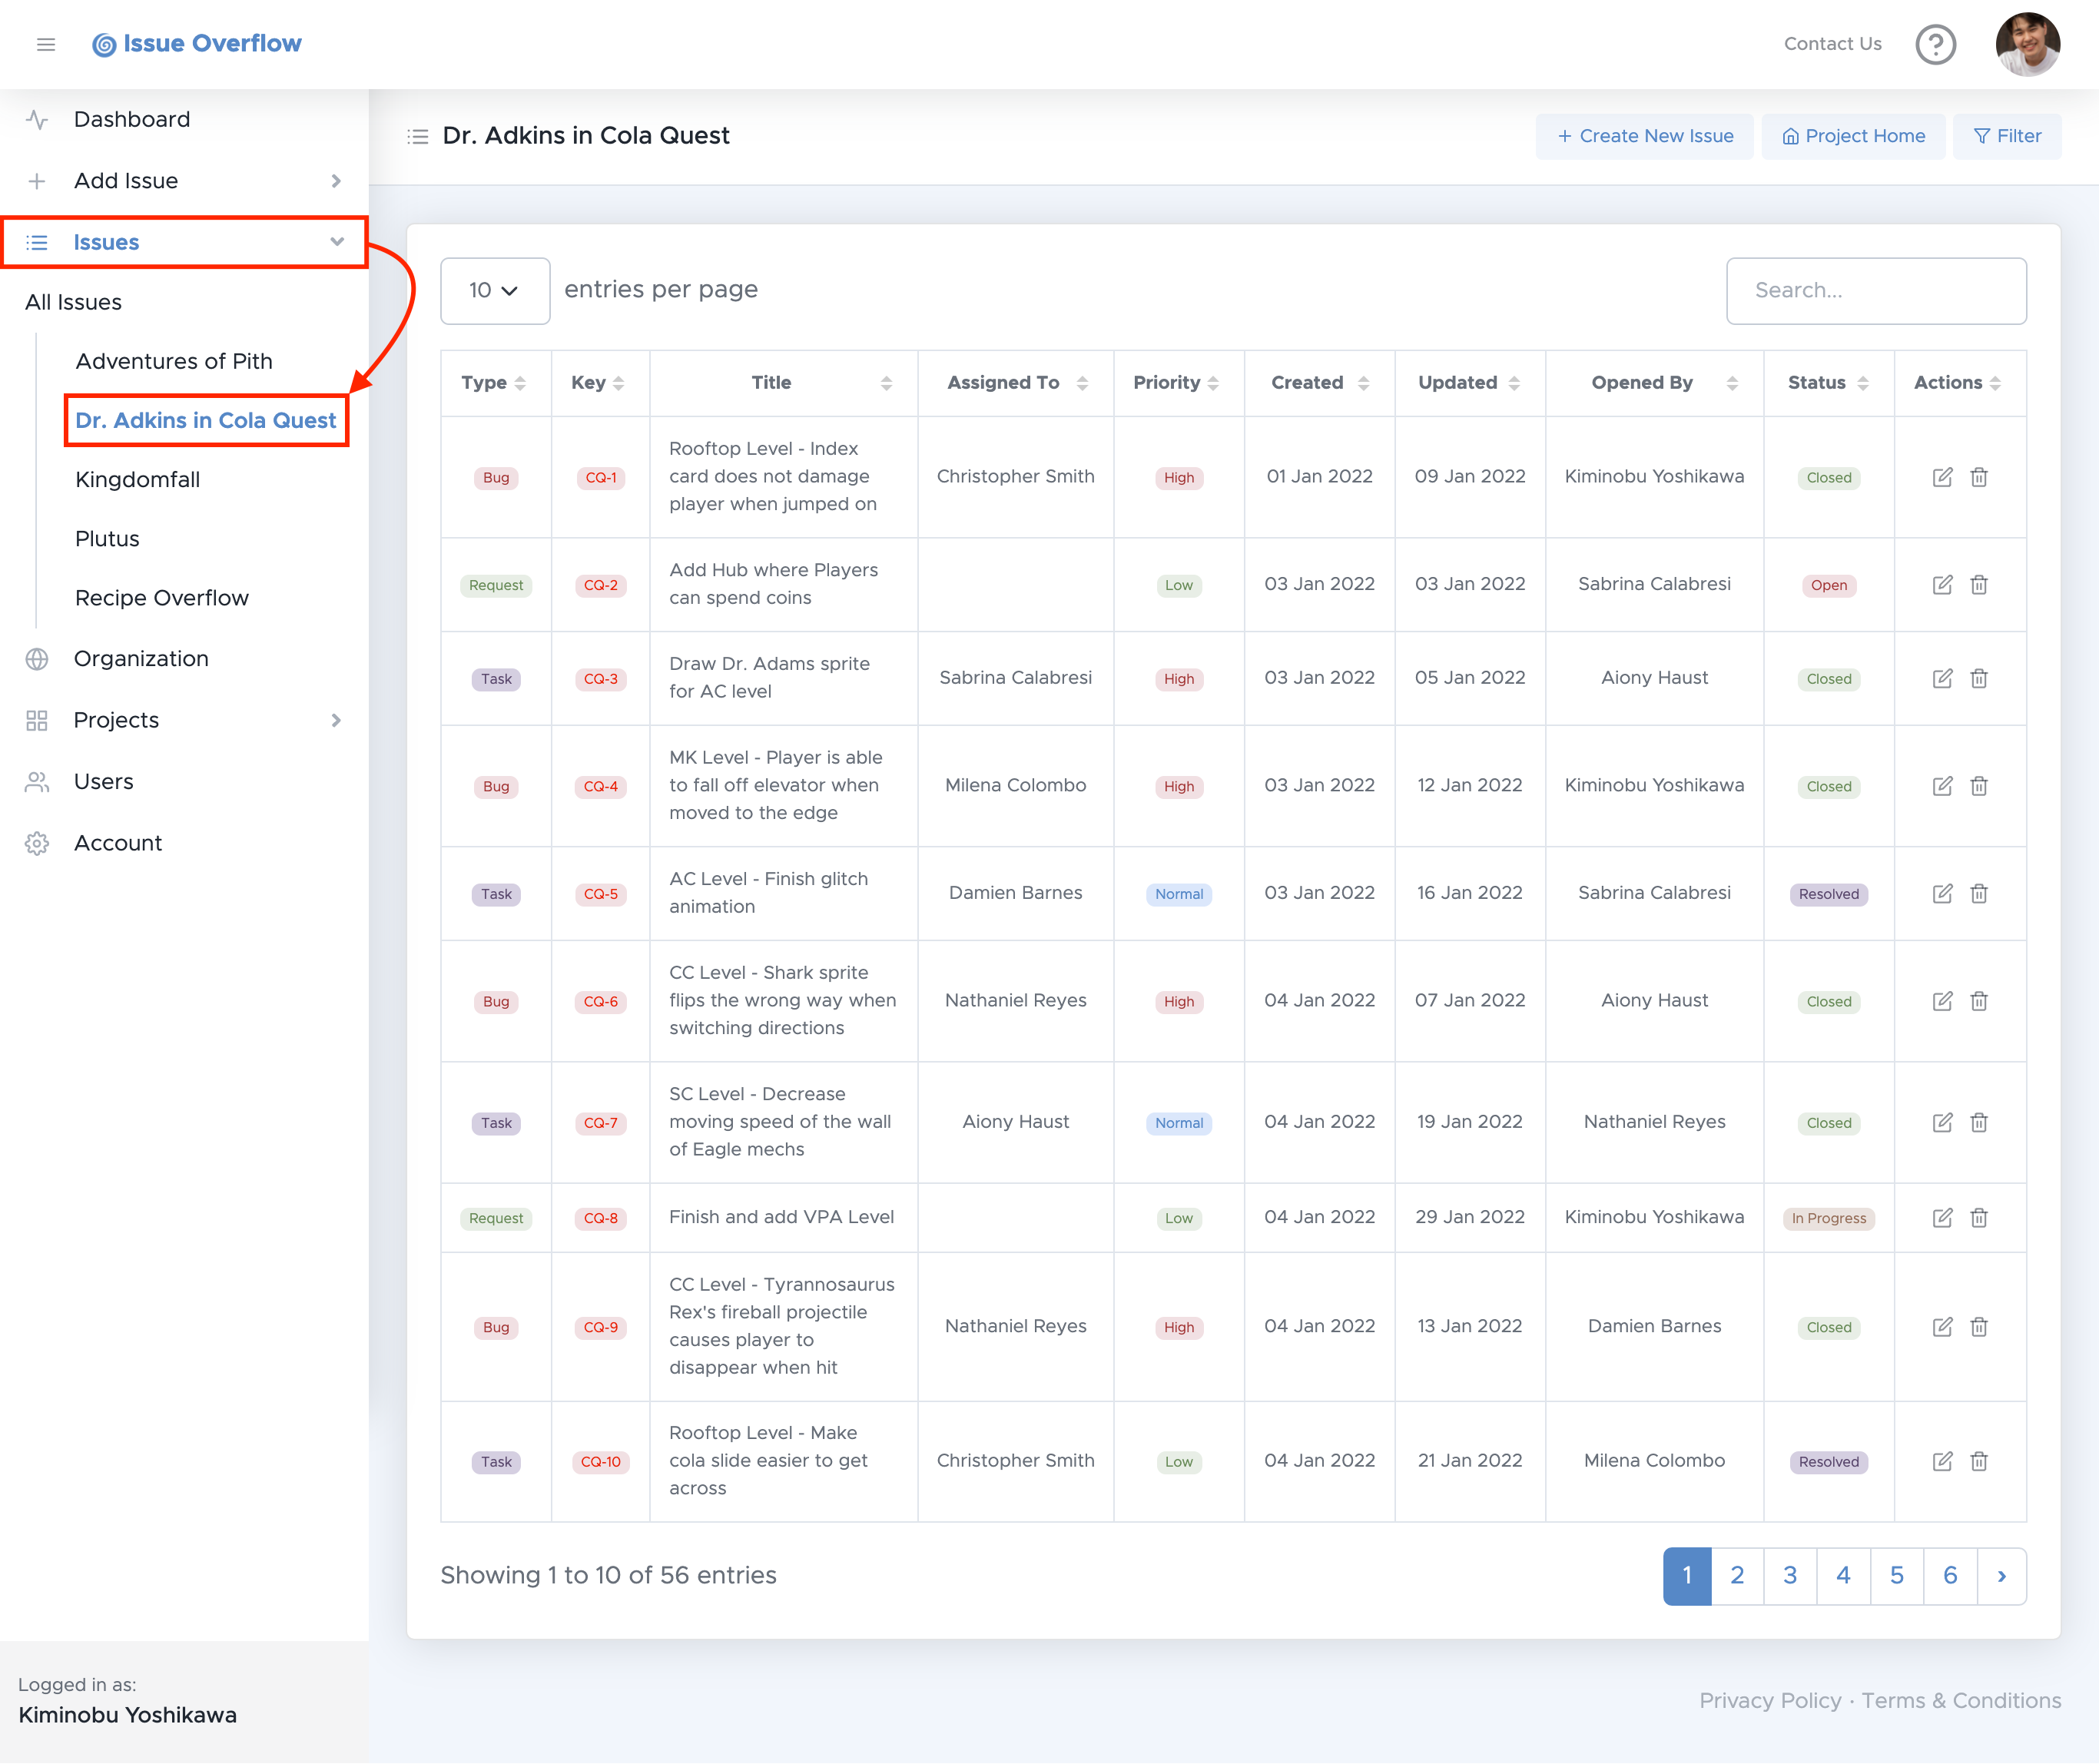 Issue Overflow
Contact Us
Dashboard
Add Issue
Issues
All Issues
Adventures of Pith
Dr. Adkins in Cola Quest
Kingdomfall
Plutus
Recipe Overflow
Organization
Projects
Users
Account
Logged in as:
Kiminobu Yoshikawa
Dr. Adkins in Cola Quest
+ Create New Issue
Project Home
Filter
10 entries per page
Search...
Type Key Title Assigned To Priority Created Updated Opened By Status Actions
Rooftop Level - Index
card does not damage
player when jumped on
Bug CQ-1 Christopher Smith High 01 Jan 2022 09 Jan 2022 Kiminobu Yoshikawa Closed
Add Hub where Players
can spend coins
Request CQ-2 Low 03 Jan 2022 03 Jan 2022 Sabrina Calabresi Open
Draw Dr. Adams sprite
for AC level
Task CQ-3 Sabrina Calabresi High 03 Jan 2022 05 Jan 2022 Aiony Haust Closed
MK Level - Player is able
to fall off elevator when
moved to the edge
Bug CQ-4 Milena Colombo High 03 Jan 2022 12 Jan 2022 Kiminobu Yoshikawa Closed
AC Level - Finish glitch
animation
Task CQ-5 Damien Barnes Normal 03 Jan 2022 16 Jan 2022 Sabrina Calabresi Resolved
CC Level - Shark sprite
flips the wrong way when
switching directions
Bug CQ-6 Nathaniel Reyes High 04 Jan 2022 07 Jan 2022 Aiony Haust Closed
SC Level - Decrease
moving speed of the wall
of Eagle mechs
Task CQ-7 Aiony Haust Normal 04 Jan 2022 19 Jan 2022 Nathaniel Reyes Closed
Request CQ-8 Finish and add VPA Level Low 04 Jan 2022 29 Jan 2022 Kiminobu Yoshikawa In Progress
CC Level - Tyrannosaurus
Rex's fireball projectile
causes player to
disappear when hit
Bug CQ-9 Nathaniel Reyes High 04 Jan 2022 13 Jan 2022 Damien Barnes Closed
Rooftop Level - Make
cola slide easier to get
across
Task CQ-10 Christopher Smith Low 04 Jan 2022 21 Jan 2022 Milena Colombo Resolved
Showing 1 to 10 of 56 entries
1 2 3 4 5 6 ›
Privacy Policy · Terms & Conditions